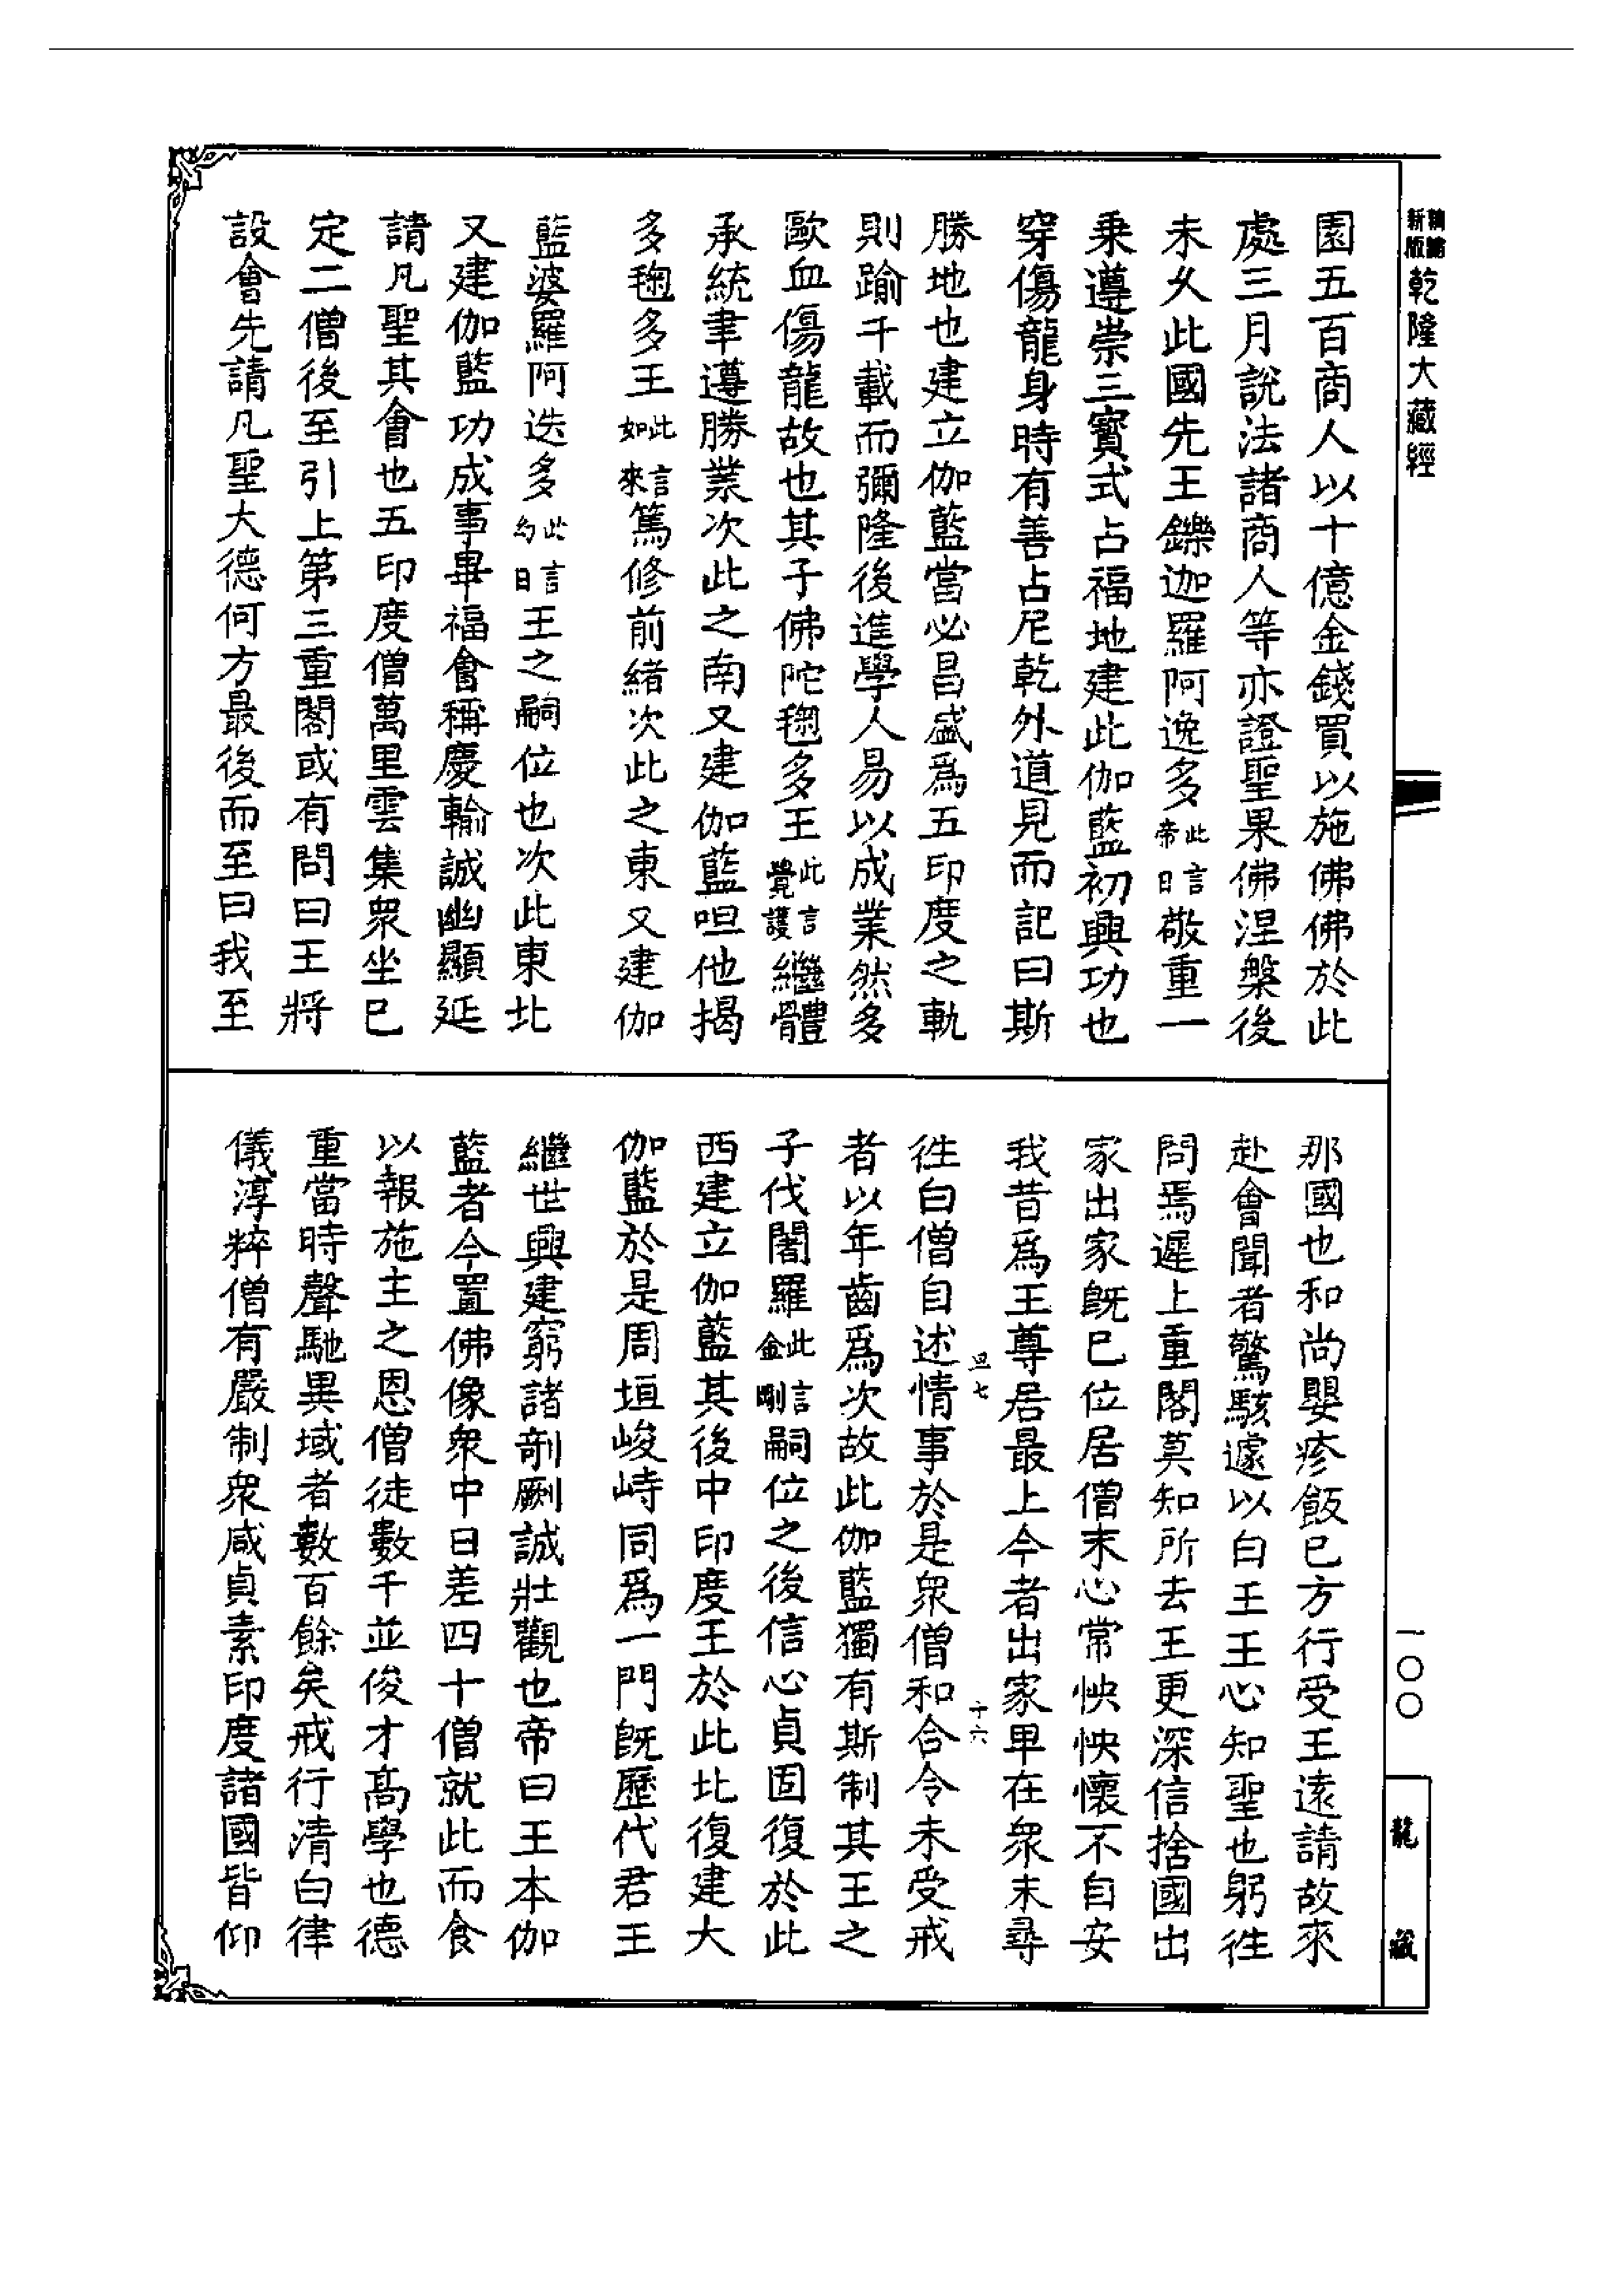 新版
乾隆大藏經
園五百商人以十億金錢買以施佛佛於此
處三月說法諸商人等亦證聖果佛涅槃後
未久此國先王鑠迦羅阿逸多此言帝日敬重一
乘遵崇三寶式占福地建此伽藍初興功也
穿傷龍身時有善占尼乾外道見而記曰斯
勝地也建立伽藍當必昌盛爲五印度之軌
則踰千載而彌隆後進學人易以成業然多
歐血傷龍故也其子佛陀毱多王此言覺護繼體
承統聿遵勝業次此之南又建伽藍呾他揭
多毱多王此言如來篤修前緒次此之東又建伽
藍婆羅阿迭多此言幻日王之嗣位也次此東北
又建伽藍功成事畢福會稱慶輸誠幽顯延
請凡聖其會也五印度僧萬里雲集衆坐已
定二僧後至引上第三重閣或有問曰王將
設會先請凡聖大德何方最後而至曰我至
那國也和尚嬰疹飯已方行受王遠請故來
赴會聞者驚駭遽以白王王心知聖也躬往
問焉遲上重閣莫知所去王更深信捨國出
家出家既已位居僧末心常怏怏懷不自安
我昔爲王尊居最上今者出家卑在衆末尋
往白僧自述情事於是衆僧和合令未受戒
者以年齒爲次故此伽藍獨有斯制其王之
子伐闍羅此言金剛嗣位之後信心貞固復於此
西建立伽藍其後中印度王於此北復建大
伽藍於是周垣峻峙同爲一門既歷代君王
繼世興建窮諸剞劂誠壯觀也帝曰王本伽
藍者今置佛像衆中日差四十僧就此而食
以報施主之恩僧徒數千並俊才高學也德
重當時聲馳異域者數百餘矣戒行清白律
儀淳粹僧有嚴制衆咸貞素印度諸國皆仰
旦七
十六
一〇〇
龍藏